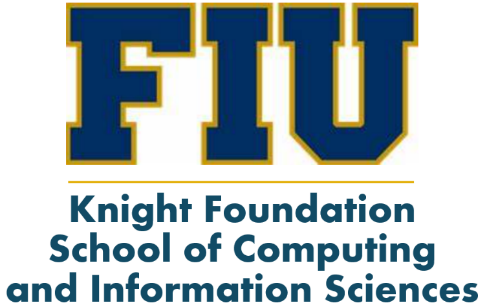 FIU
Knight Foundation
School of Computing
and Information Sciences